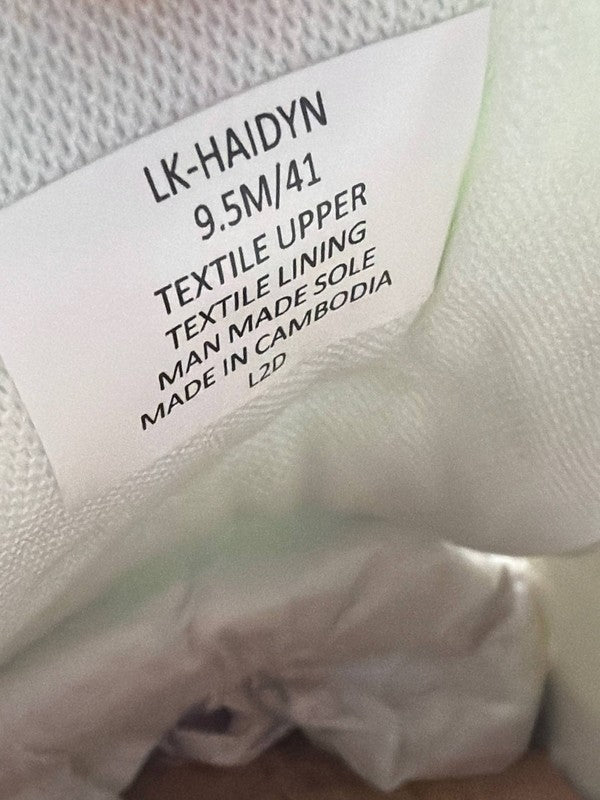 LK-HAIDYN
9.5M/41
TEXTILE UPPER
TEXTILE LINING
MAN MADE SOLE
MADE IN CAMBODIA
L2D